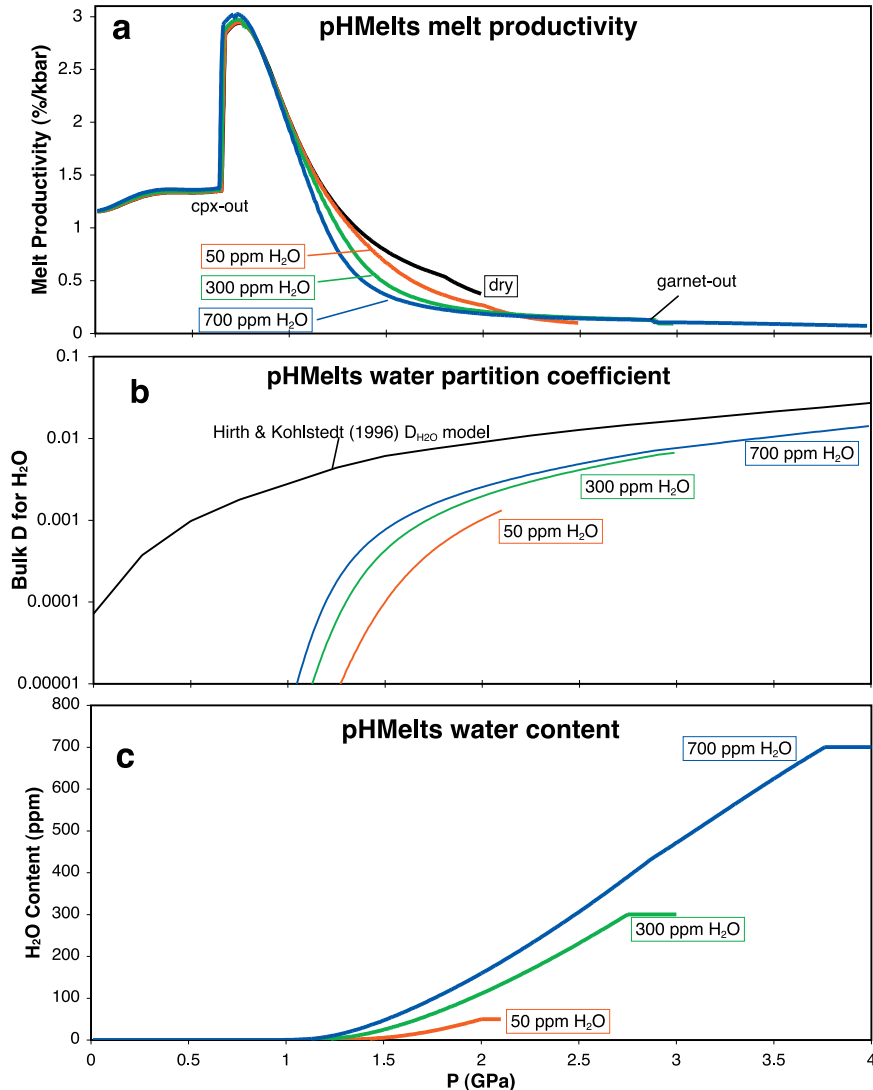 a
pHMelts melt productivity
Melt Productivity (%/kbar)
3
2.5
2
1.5
1
0.5
0
cpx-out
50 ppm H₂O
300 ppm H₂O
700 ppm H₂O
dry
garnet-out
b
pHMelts water partition coefficient
Bulk D for H₂O
0.1
0.01
0.001
0.0001
0.00001
Hirth & Kohlstedt (1996) D_H₂O model
700 ppm H₂O
300 ppm H₂O
50 ppm H₂O
c
pHMelts water content
H₂O Content (ppm)
800
700
600
500
400
300
200
100
0
700 ppm H₂O
300 ppm H₂O
50 ppm H₂O
0 0.5 1 1.5 2 2.5 3 3.5 4
P (GPa)